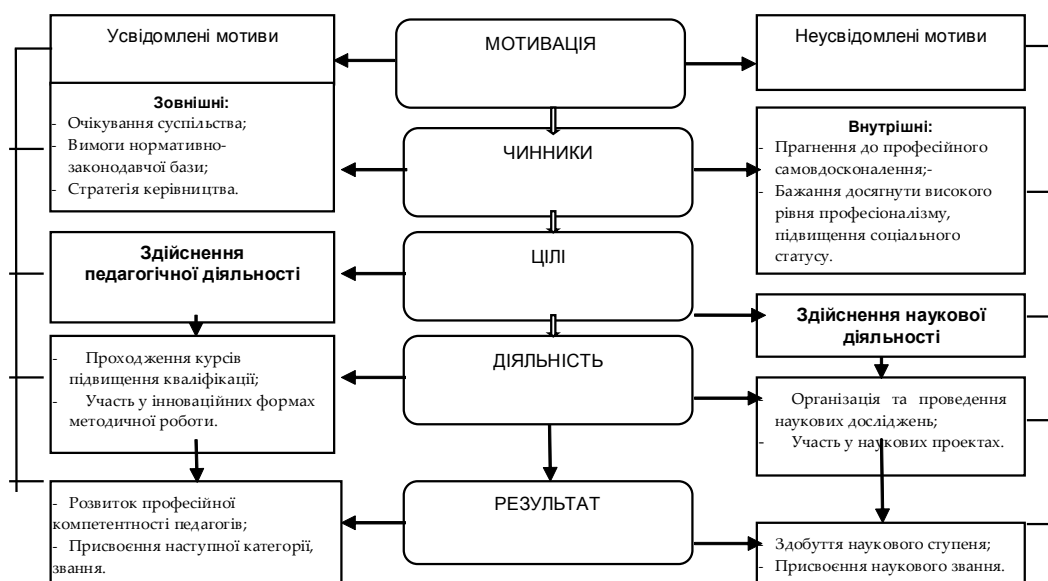 Усвідомлені мотиви
МОТИВАЦІЯ
Неусвідомлені мотиви
Зовнішні:
- Очікування суспільства;
- Вимоги нормативно-
законодавчої бази;
- Стратегія керівництва.
ЧИННИКИ
Внутрішні:
- Прагнення до професійного
самовдосконалення;-
- Бажання досягнути високого
рівня професіоналізму,
підвищення соціального
статусу.
Здійснення
педагогічної діяльності
ЦІЛІ
Здійснення наукової
діяльності
- Проходження курсів
підвищення кваліфікації;
- Участь у інноваційних формах
методичної роботи.
ДІЯЛЬНІСТЬ
- Організація та проведення
наукових досліджень;
- Участь у наукових проектах.
- Розвиток професійної
компетентності педагогів;
- Присвоєння наступної категорії,
звання.
РЕЗУЛЬТАТ
- Здобуття наукового ступеня;
- Присвоєння наукового звання.